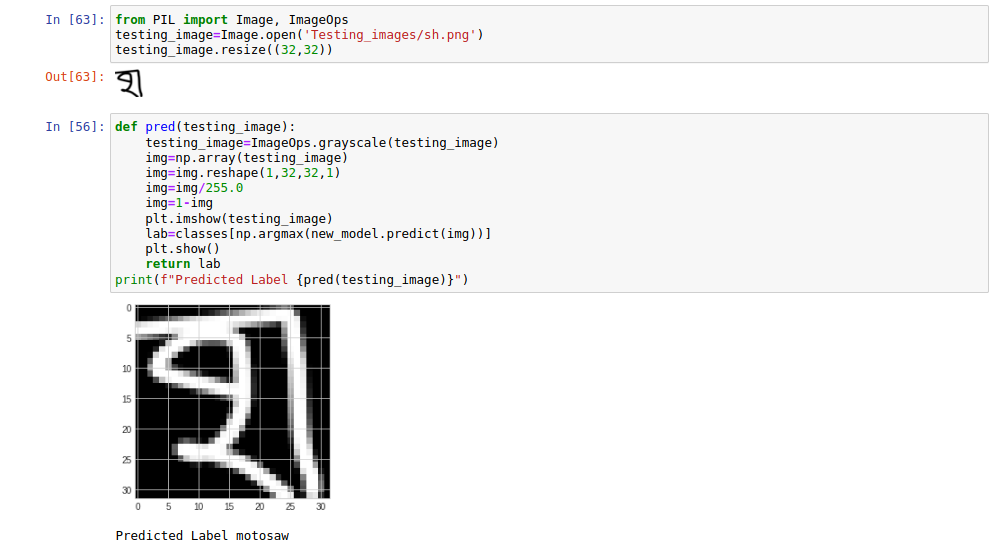 In [63]: from PIL import Image, ImageOps
testing_image=Image.open('Testing_images/sh.png')
testing_image.resize((32,32))
Out[63]: श
In [56]: def pred(testing_image):
    testing_image=ImageOps.grayscale(testing_image)
    img=np.array(testing_image)
    img=img.reshape(1,32,32,1)
    img=img/255.0
    img=1-img
    plt.imshow(testing_image)
    lab=classes[np.argmax(new_model.predict(img))]
    plt.show()
    return lab
print(f"Predicted Label {pred(testing_image)}")
0
5
10
15
20
25
30
0 5 10 15 20 25 30
Predicted Label motosaw